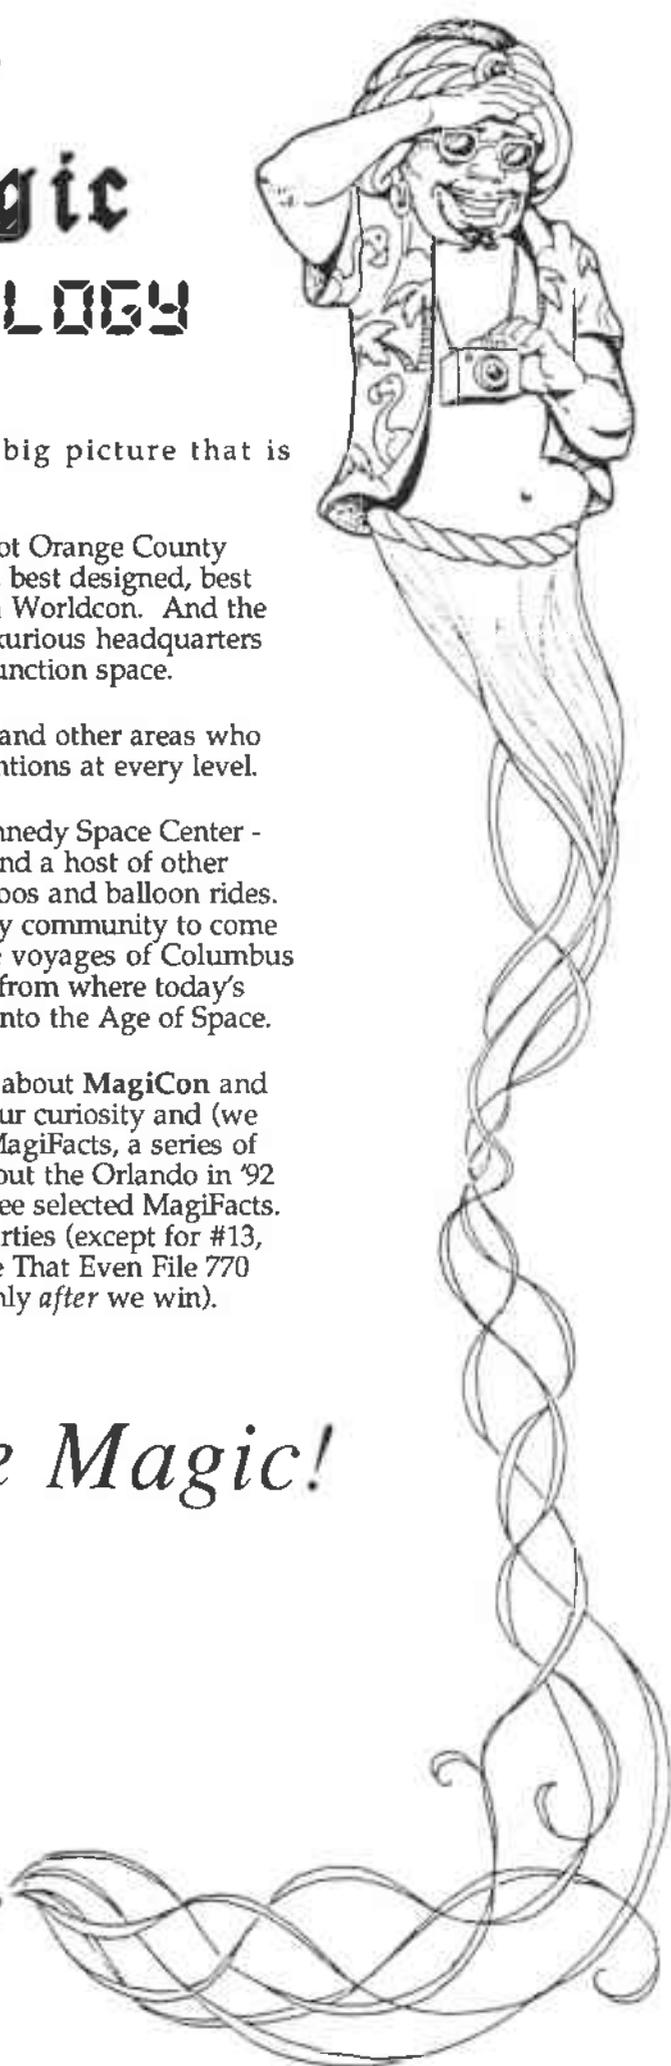 gic
LOGY
big picture that is
ot Orange County
best designed, best
Worldcon. And the
xurious headquarters
unction space.
and other areas who
ntions at every level.
nnedy Space Center -
nd a host of other
oos and balloon rides.
y community to come
e voyages of Columbus
from where today's
nto the Age of Space.
about MagiCon and
ur curiosity and (we
MagiFacts, a series of
out the Orlando in '92
ee selected MagiFacts.
rties (except for #13,
e That Even File 770
nly after we win).
e Magic!